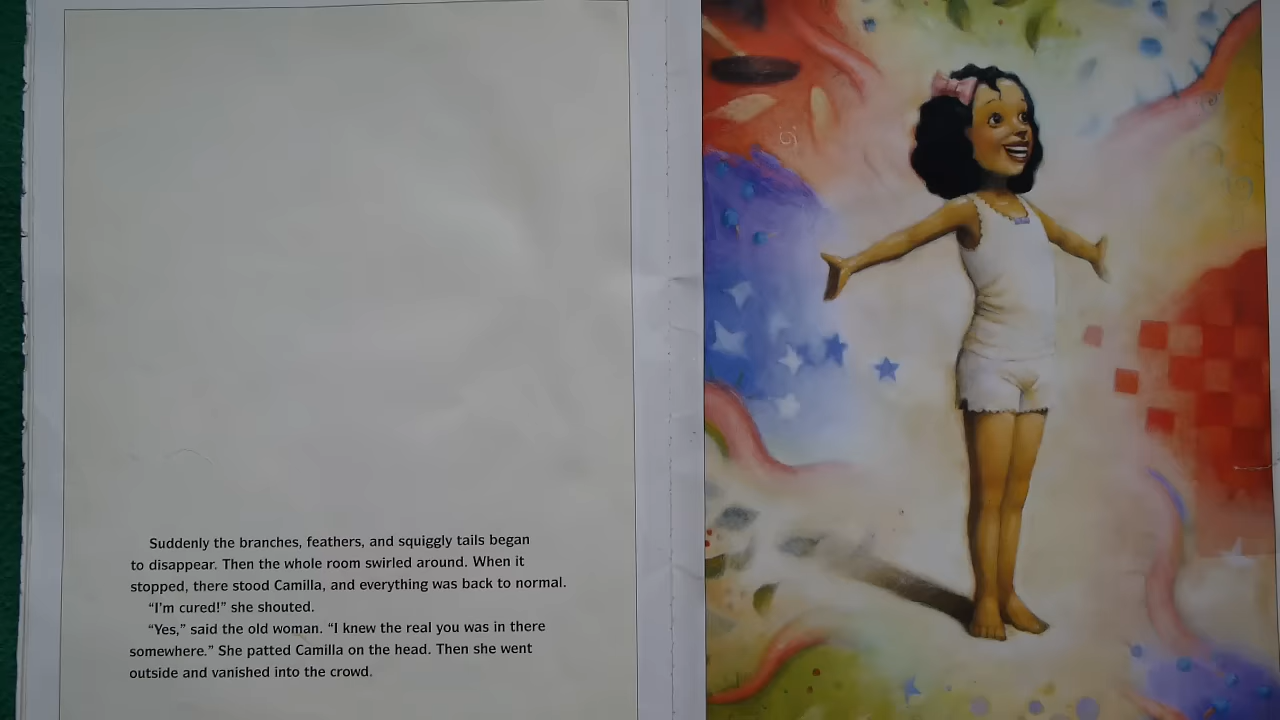 Suddenly the branches, feathers, and squiggly tails began
to disappear. Then the whole room swirled around. When it
stopped, there stood Camilla, and everything was back to normal.
“I’m cured!” she shouted.
“Yes,” said the old woman. “I knew the real you was in there
somewhere.” She patted Camilla on the head. Then she went
outside and vanished into the crowd.